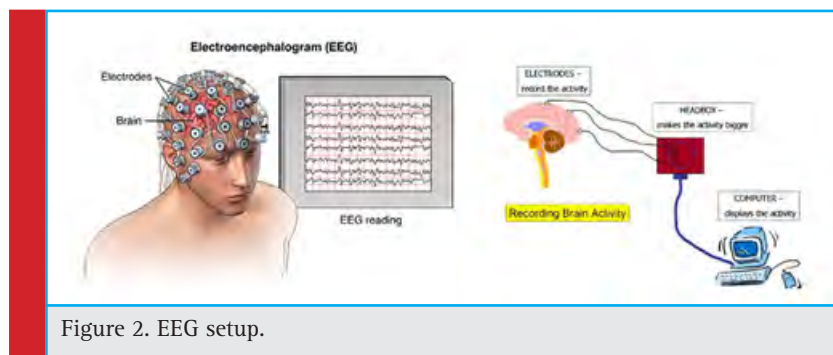 Electroencephalogram (EEG)
Electrodes
Brain
EEG reading
ELECTRODES –
record the activity
HEADBOX –
makes the activity bigger
COMPUTER –
displays the activity
Recording Brain Activity
Figure 2. EEG setup.